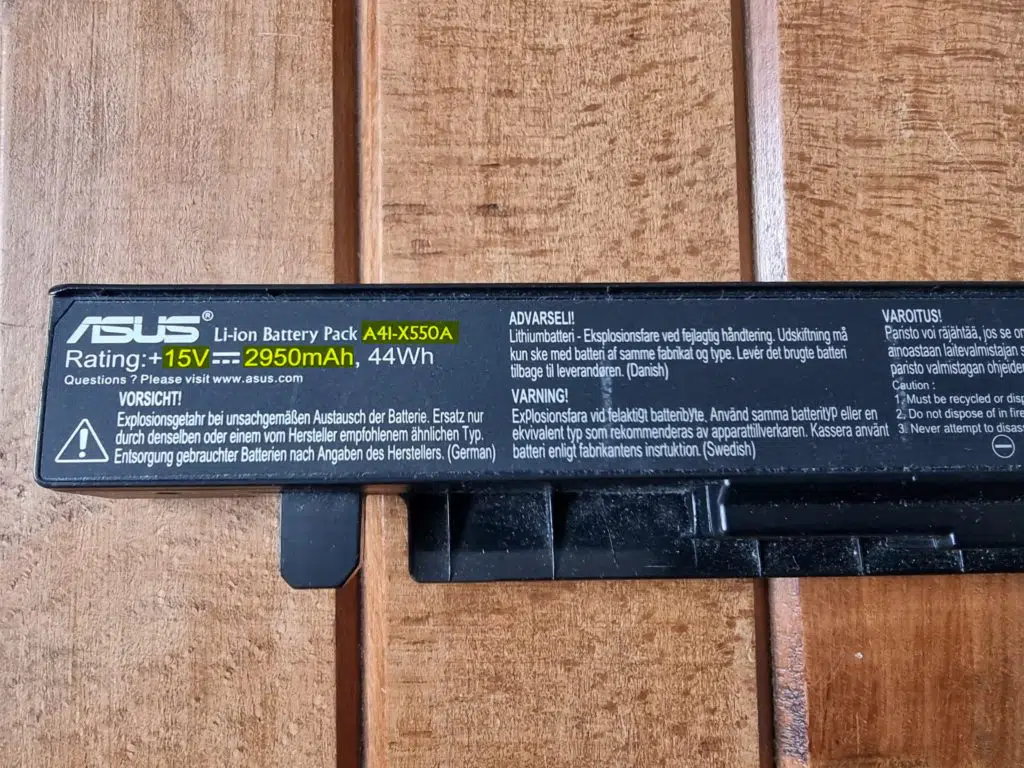 ASUS® Li-ion Battery Pack A41-X550A
Rating:+15V⎓ 2950mAh, 44Wh
Questions ? Please visit www.asus.com
VORSICHT!
Explosionsgetahr bei unsachgemäßen Austausch der Batterie. Ersatz nur
durch denselben oder einem vom Hersteller empfohlenem ähnlichen Typ.
Entsorgung gebrauchter Batterien nach Angaben des Herstellers. (German)
ADVARSELI!
Lithiumbatteri - Eksplosionsfare ved fejlagtig håndtering. Udskiftning må
kun ske med batteri af samme fabrikat og type. Levér det brugte batteri
tilbage til leverandøren. (Danish)
VARNING!
ExPlosionsfara vid felaktigt batteribyte, Använd samma batterityp eller en
ekvivalent typ som rekommenderas av apparattillverkaren. Kassera använt
batteri enligt fabrikantens insrtuktion. (Swedish)
VAROITUS!
Paristo voi räjähtää, jos se on
ainoastaan laitevalmistajan s
paristo valmistagan ohjeiden
Caution :
1. Must be recycled or disp
2. Do not dispose of in fire
3. Never attempt to disass